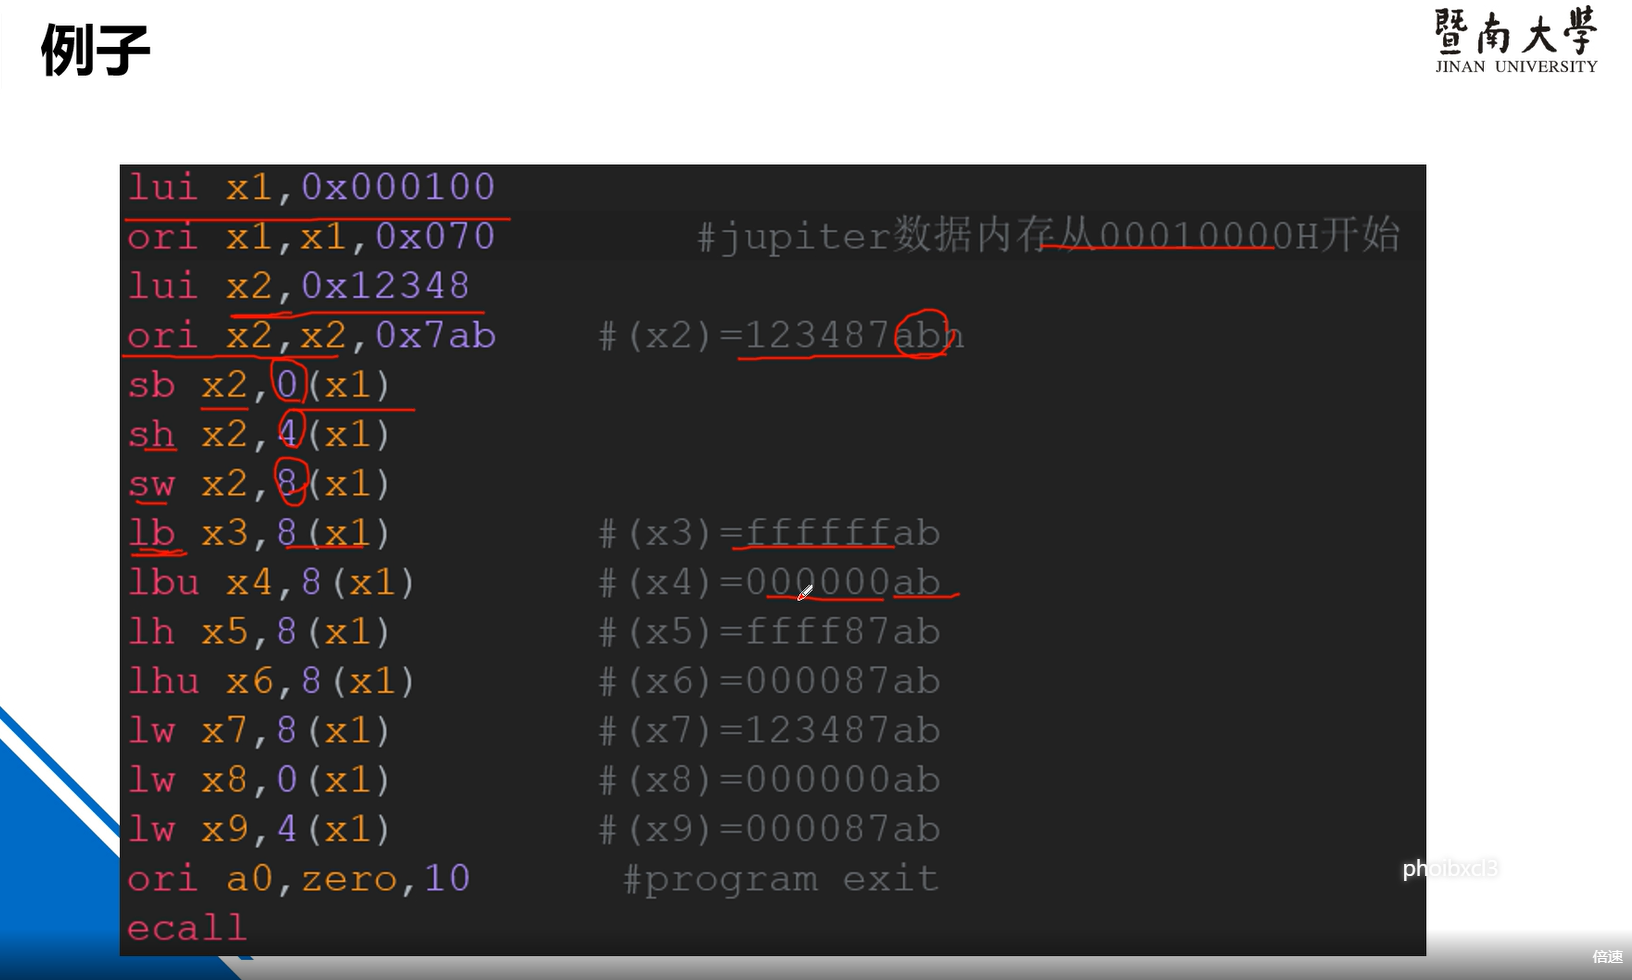 例子
暨南大學
JINAN UNIVERSITY
lui x1,0x000100
ori x1,x1,0x070 #jupiter数据内存从00010000H开始
lui x2,0x12348
ori x2,x2,0x7ab #(x2)=123487abh
sb x2,0(x1)
sh x2,4(x1)
sw x2,8(x1)
lb x3,8(x1) #(x3)=ffffffab
lbu x4,8(x1) #(x4)=000000ab
lh x5,8(x1) #(x5)=ffff87ab
lhu x6,8(x1) #(x6)=000087ab
lw x7,8(x1) #(x7)=123487ab
lw x8,0(x1) #(x8)=000000ab
lw x9,4(x1) #(x9)=000087ab
ori a0,zero,10 #program exit
ecall
phoibxcl3
倍速